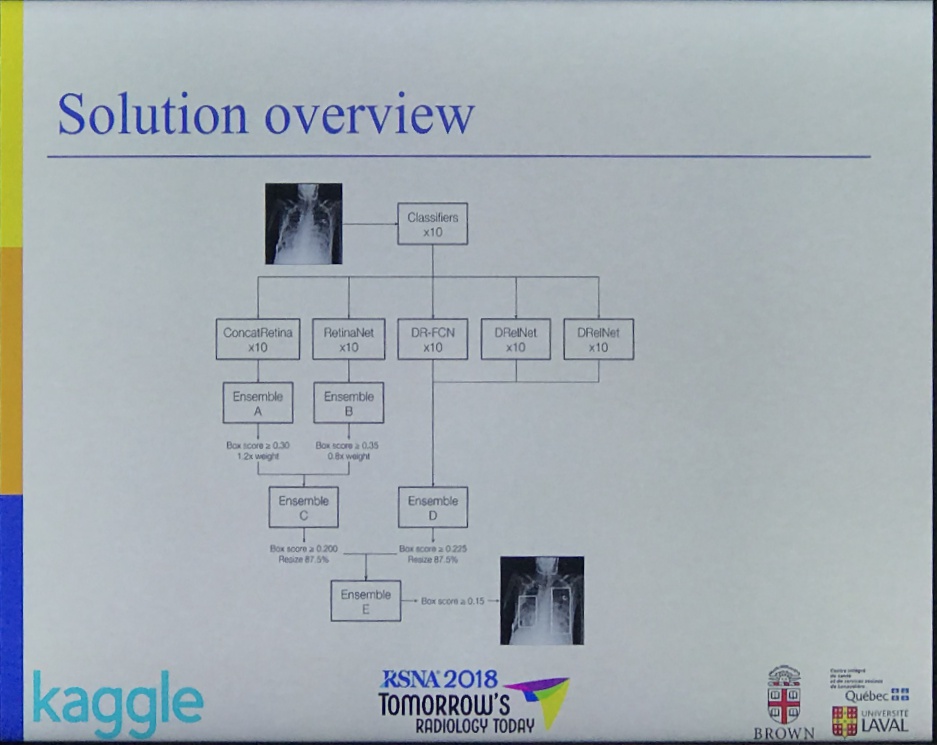 Solution overview
Classifiers
x10
ConcatRetina
x10
RetinaNet
x10
DR-FCN
x10
DRelNet
x10
DRelNet
x10
Ensemble
A
Ensemble
B
Box score ≥ 0.30
1.2x weight
Box score ≥ 0.35
0.8x weight
Ensemble
C
Ensemble
D
Box score ≥ 0.200
Resize 87.5%
Box score ≥ 0.225
Resize 87.5%
Ensemble
E
Box score ≥ 0.15
kaggle
RSNA 2018
TOMORROW'S
RADIOLOGY TODAY
BROWN
Centre intégré
de santé
et de services sociaux
de Lanaudière
Québec
UNIVERSITÉ
LAVAL